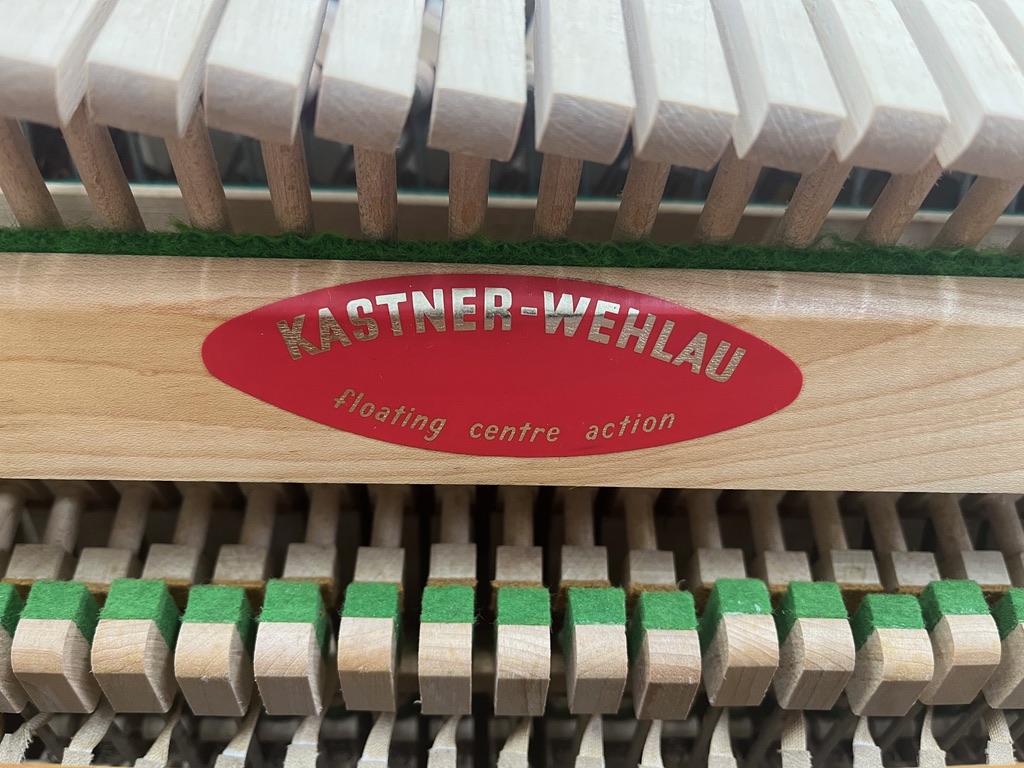 KASTNER-WEHLAU
floating centre action